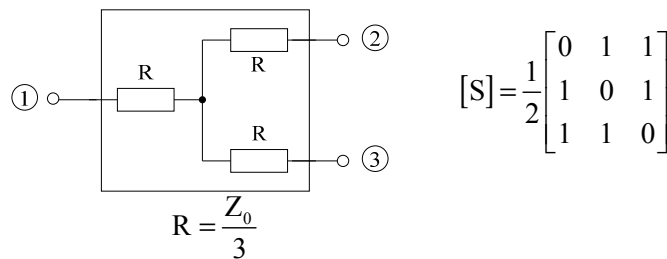 R
R
R
①
②
③
R = Z₀/3
[S] = 1/2 [0 1 1
1 0 1
1 1 0]